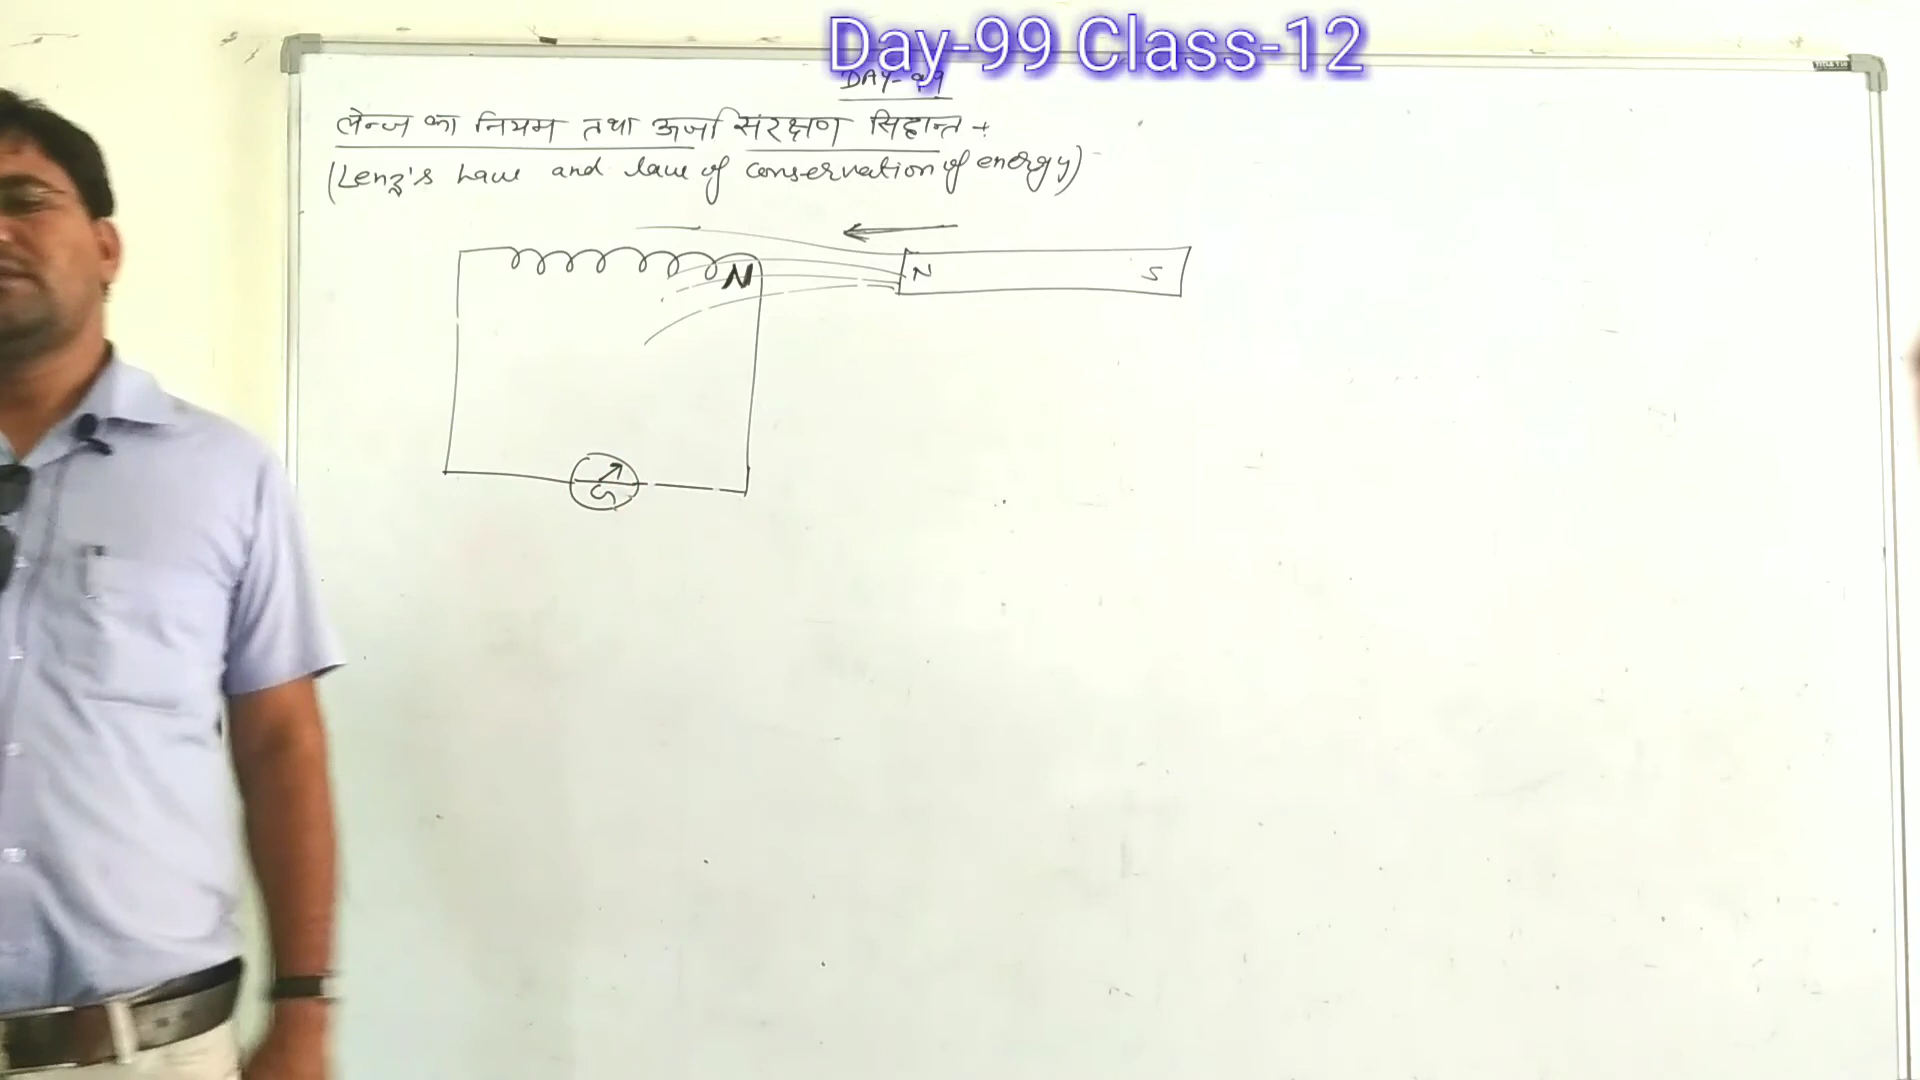 Day-99 Class-12
DAY-99
लेन्ज का नियम तथा ऊर्जा संरक्षण सिद्धान्त ÷
(Lenz's Law and law of conservation of energy)
N
N
S
G